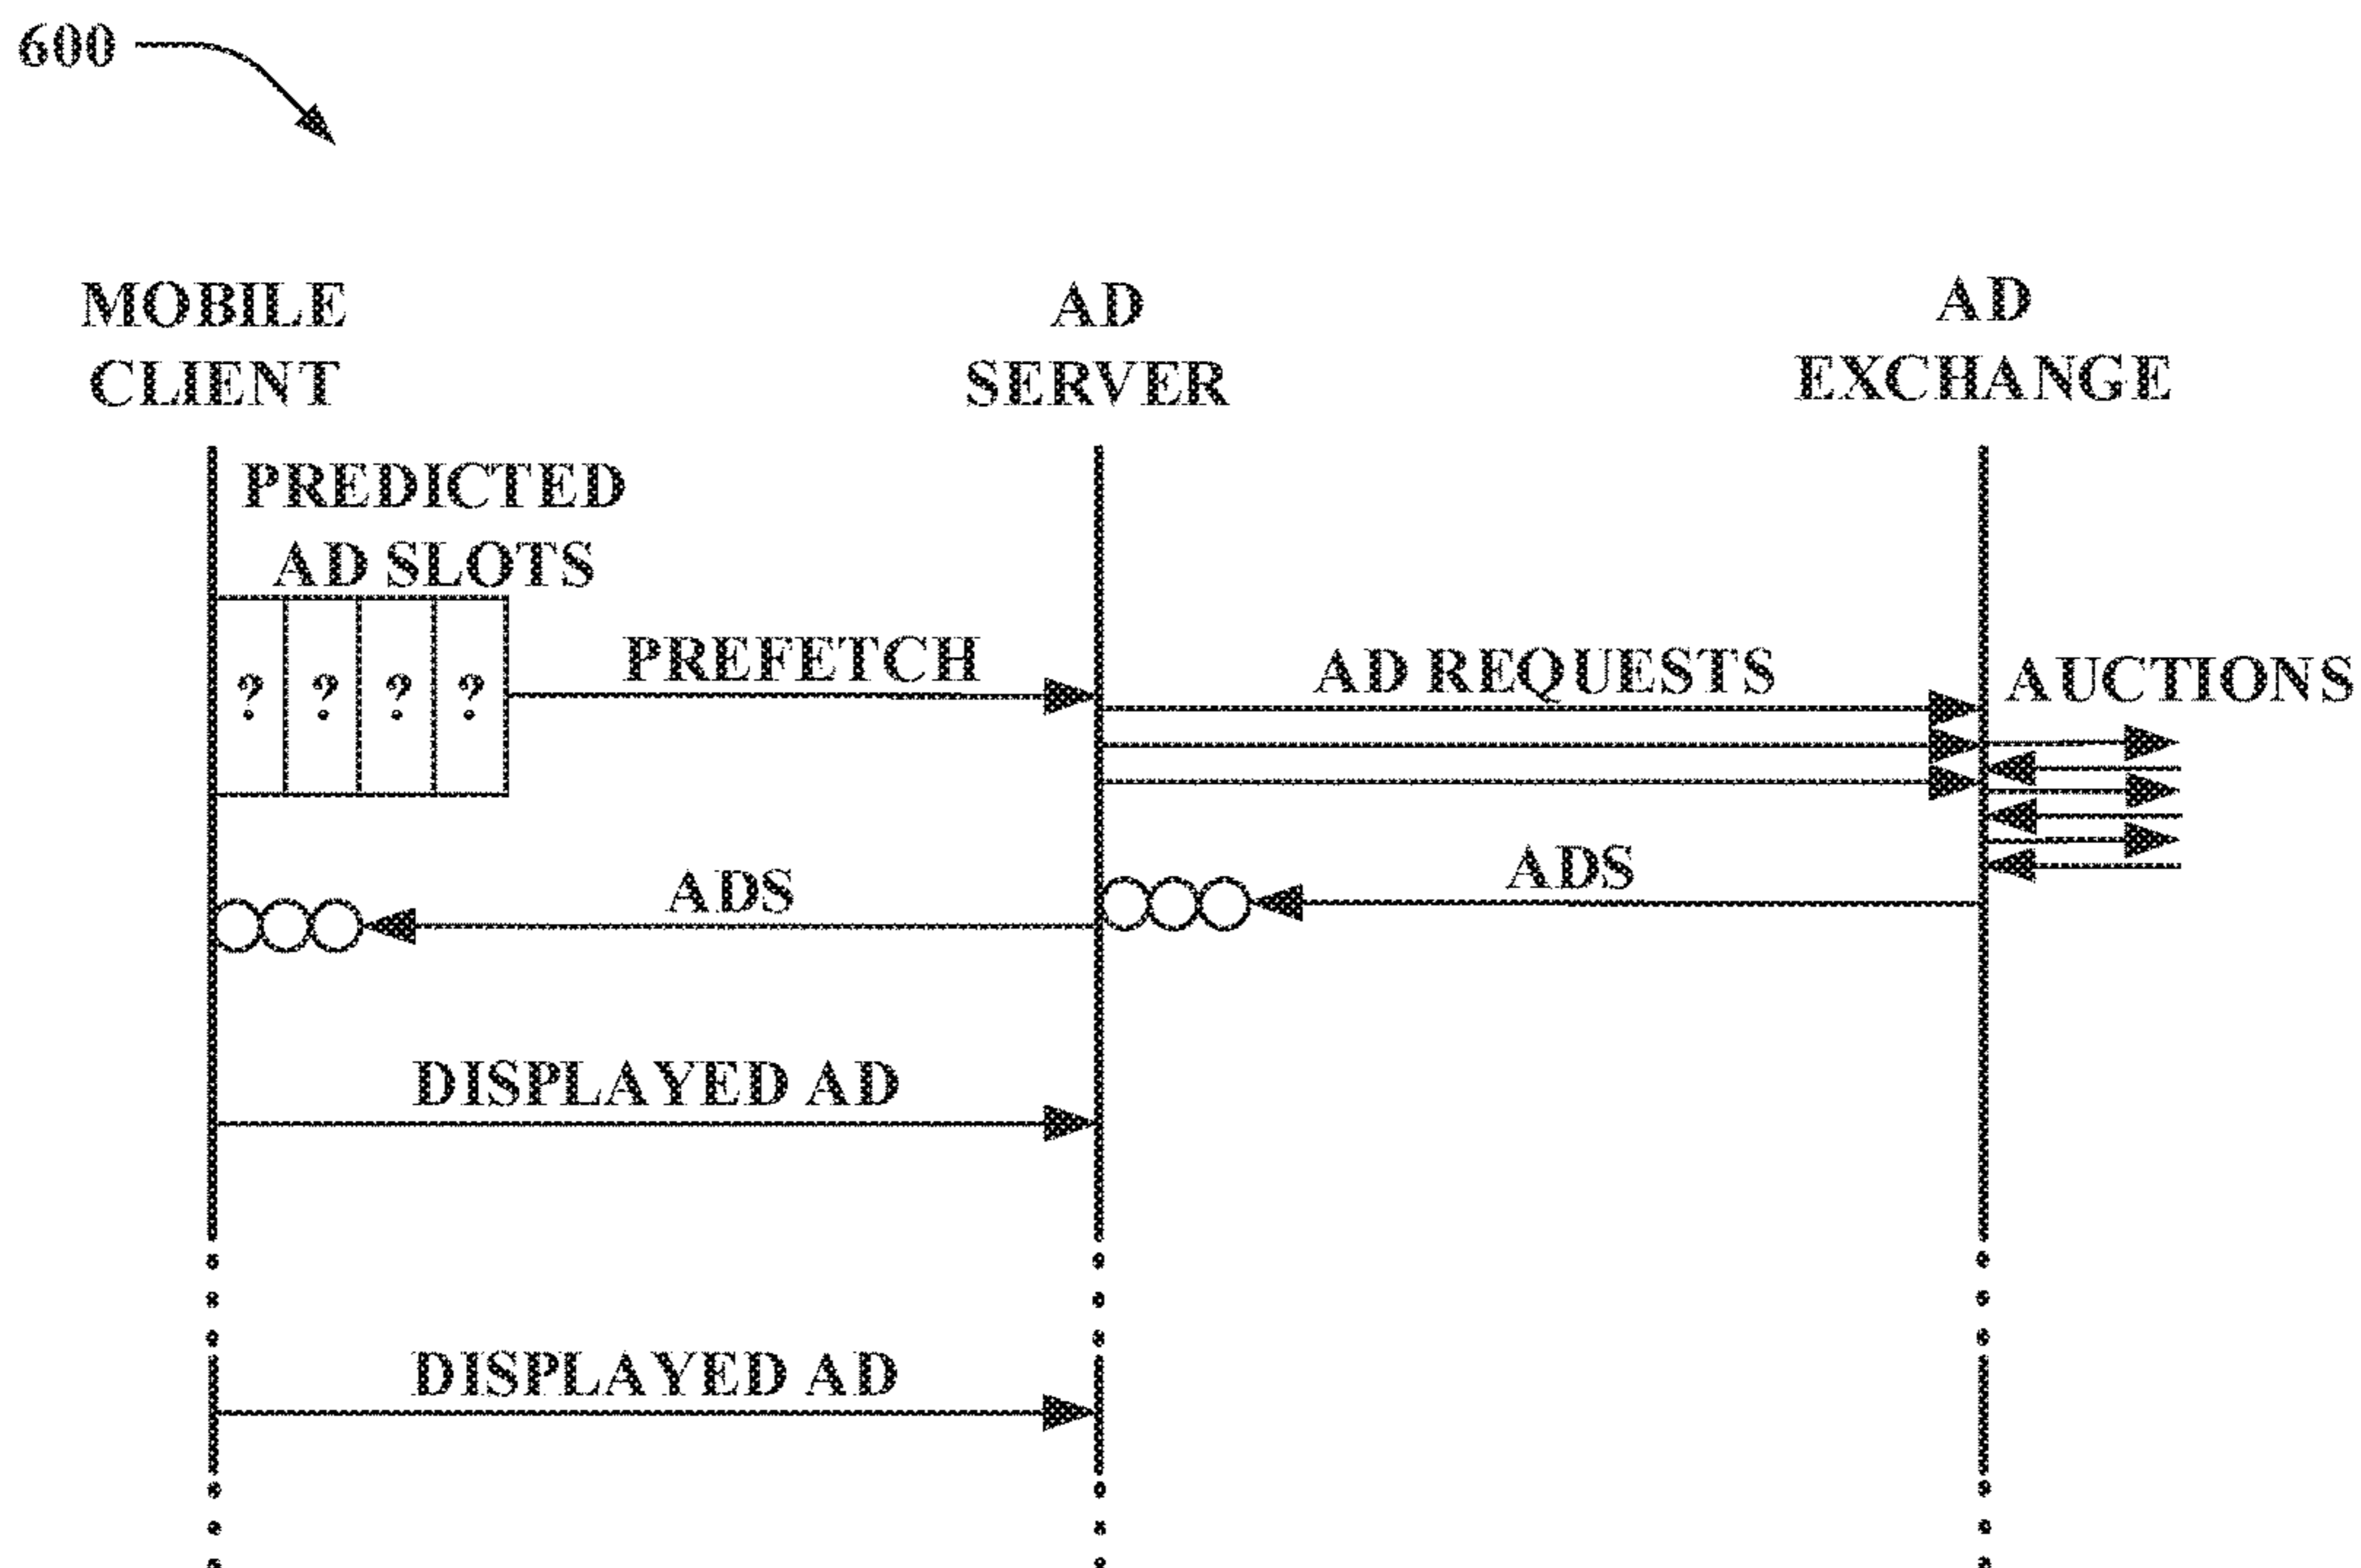 600
MOBILE
CLIENT
AD
SERVER
AD
EXCHANGE
PREDICTED
AD SLOTS
? ? ? ?
PREFETCH
AD REQUESTS
AUCTIONS
ADS
ADS
DISPLAYED AD
DISPLAYED AD